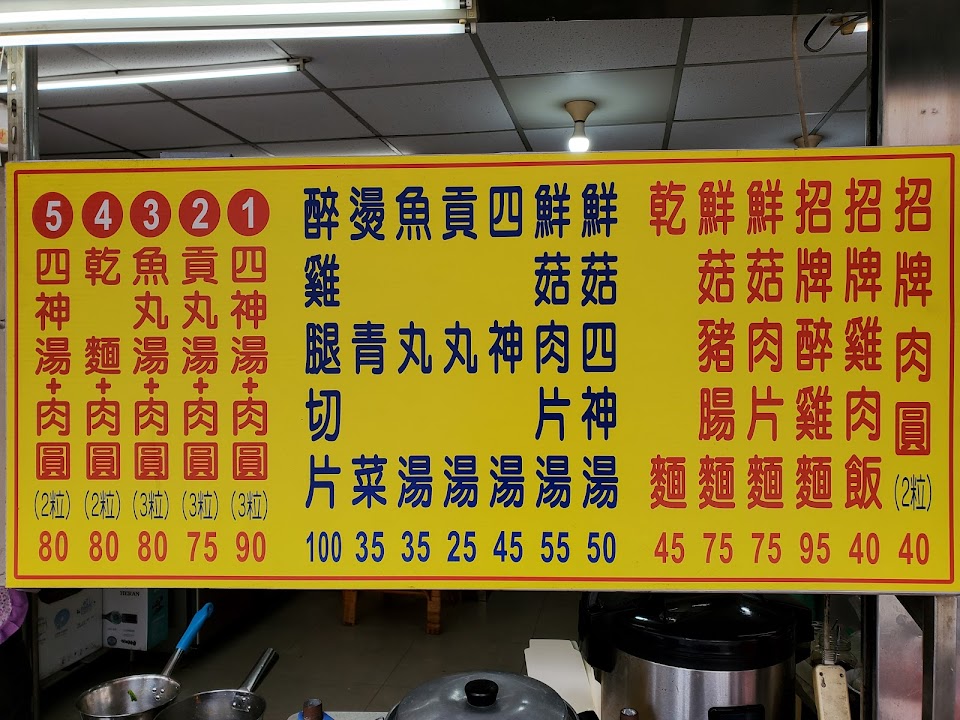 招牌肉圓(2粒) 40
招牌雞肉飯 40
招牌醉雞麵 95
鮮菇肉片麵 75
鮮菇豬腸麵 75
乾麵 45
鮮菇四神湯 50
鮮菇肉片湯 55
四神湯 45
貢丸湯 25
魚丸湯 35
燙青菜 35
醉雞腿切片 100
1 四神湯+肉圓(3粒) 90
2 貢丸湯+肉圓(3粒) 75
3 魚丸湯+肉圓(3粒) 80
4 乾麵+肉圓(2粒) 80
5 四神湯+肉圓(2粒) 80